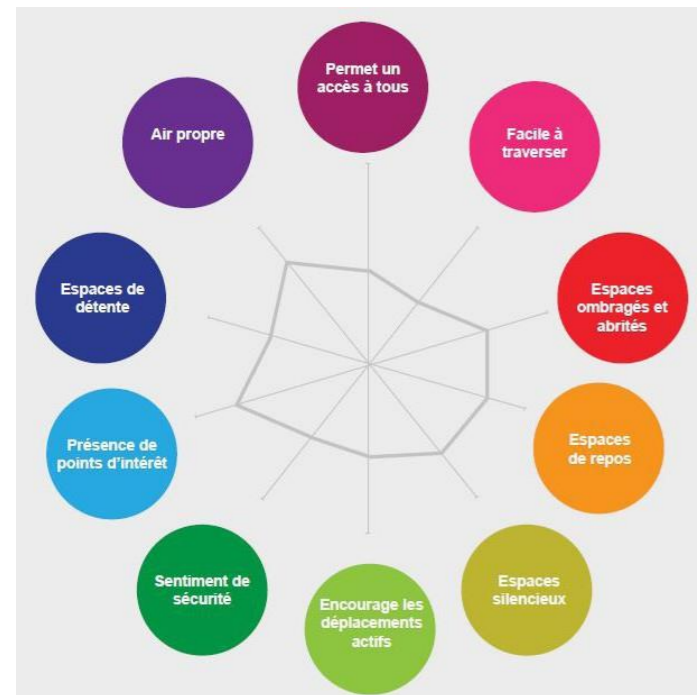 Permet un
accès à tous
Facile à
traverser
Espaces
ombragés et
abrités
Espaces
de repos
Espaces
silencieux
Encourage les
déplacements
actifs
Sentiment de
sécurité
Présence de
points d'intérêt
Espaces de
détente
Air propre